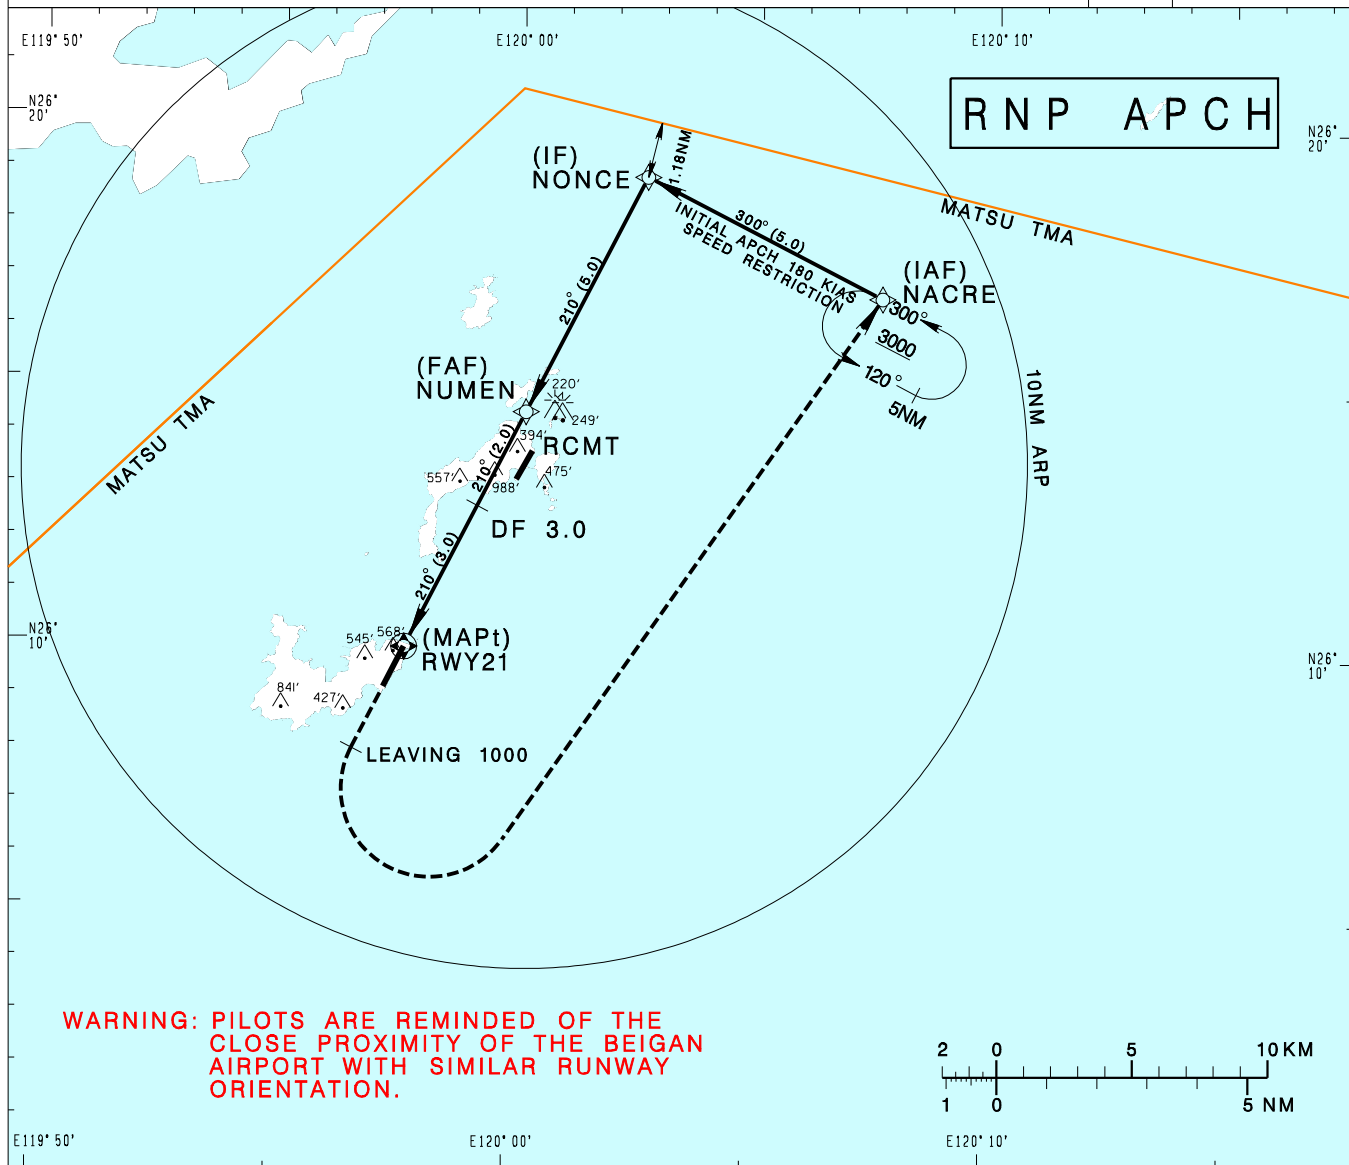 E119° 50′
E120° 00′
E120° 10′
N26°
20′
RNP APCH
N26°
20′
(IF)
NONCE
1.18NM
MATSU TMA
300° (5.0)
INITIAL APCH 180 KIAS
SPEED RESTRICTION
(IAF)
NACRE
300°
3000
120°
5NM
210° (5.0)
(FAF)
NUMEN
220′
249′
10NM ARP
MATSU TMA
394′
RCMT
210° (2.0)
557′
988′
475′
DF 3.0
210° (3.0)
N26°
10′
545′
568′
(MAPt)
RWY21
N26°
10′
841′
427′
LEAVING 1000
WARNING: PILOTS ARE REMINDED OF THE
CLOSE PROXIMITY OF THE BEIGAN
AIRPORT WITH SIMILAR RUNWAY
ORIENTATION.
2 0 5 10 KM
1 0 5 NM
E119° 50′
E120° 00′
E120° 10′